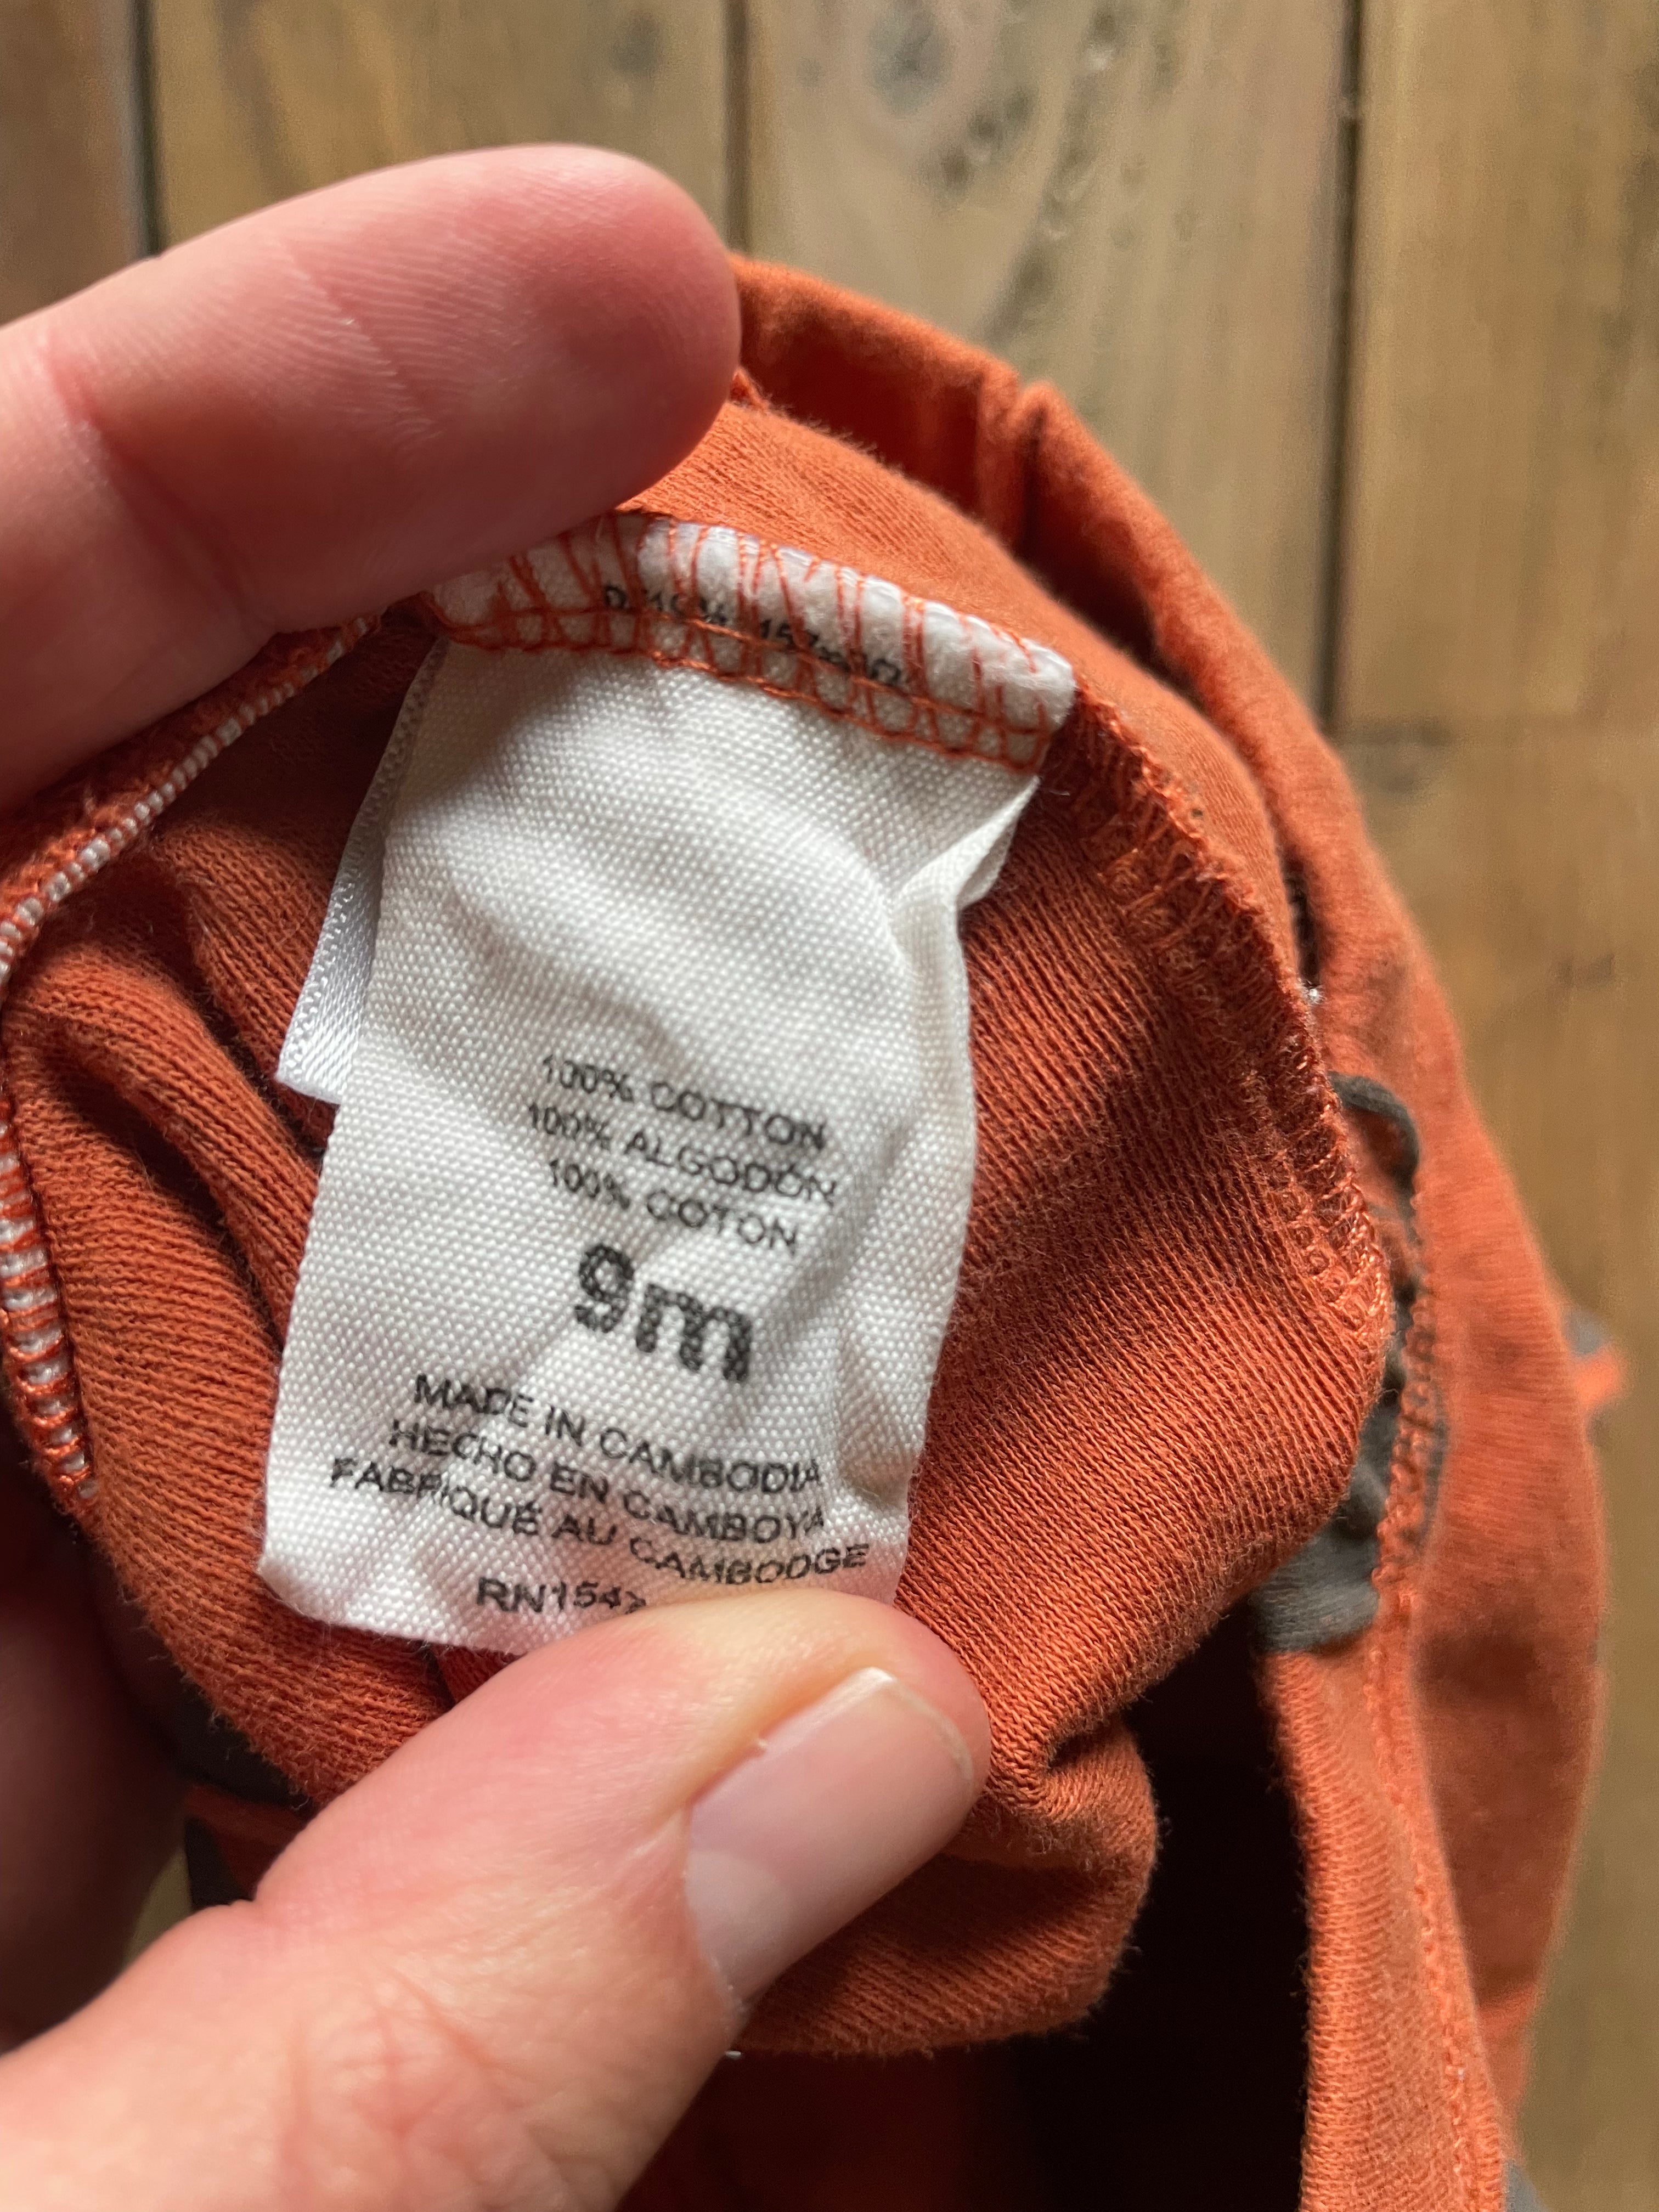 100% COTTON
100% ALGODÓN
100% COTON
9m
MADE IN CAMBODIA
HECHO EN CAMBOYA
FABRIQUÉ AU CAMBODGE